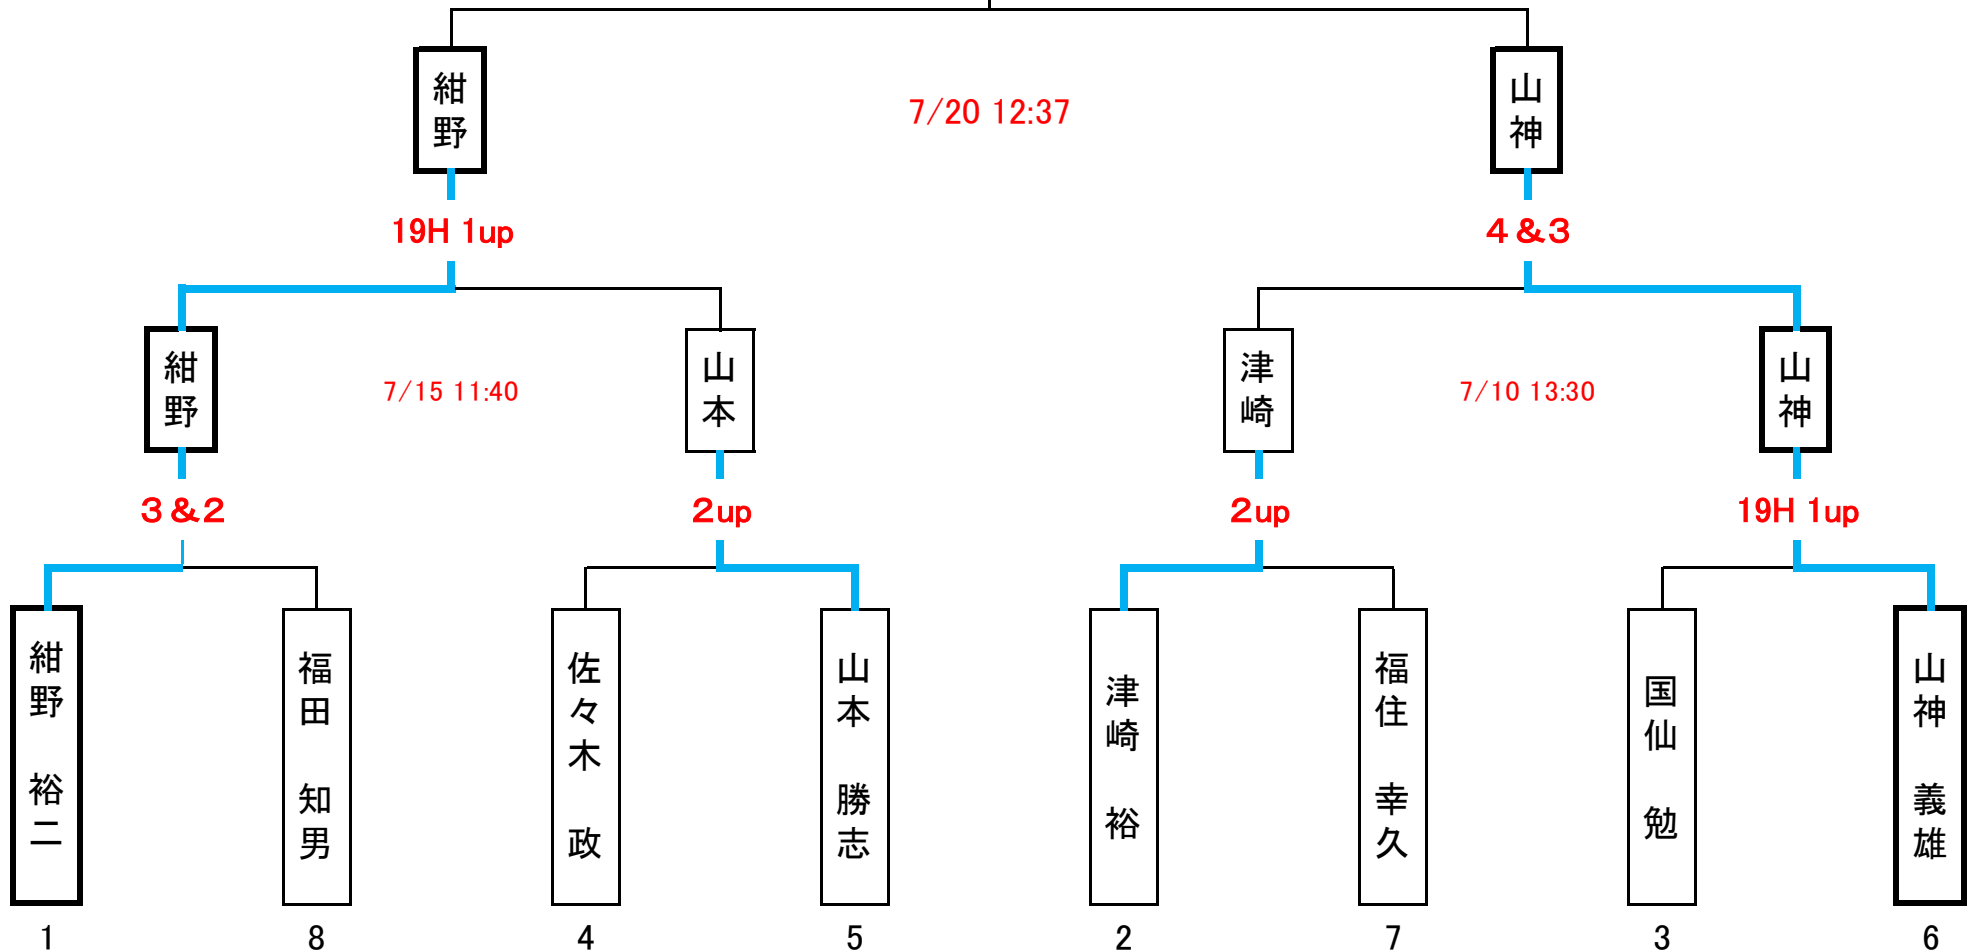 紺野
7/20 12:37
山神
19H 1up
4&3
紺野
7/15 11:40
山本
津崎
7/10 13:30
山神
3&2
2up
2up
19H 1up
紺野 裕二
福田 知男
佐々木 政
山本 勝志
津崎 裕
福住 幸久
国仙 勉
山神 義雄
1
8
4
5
2
7
3
6